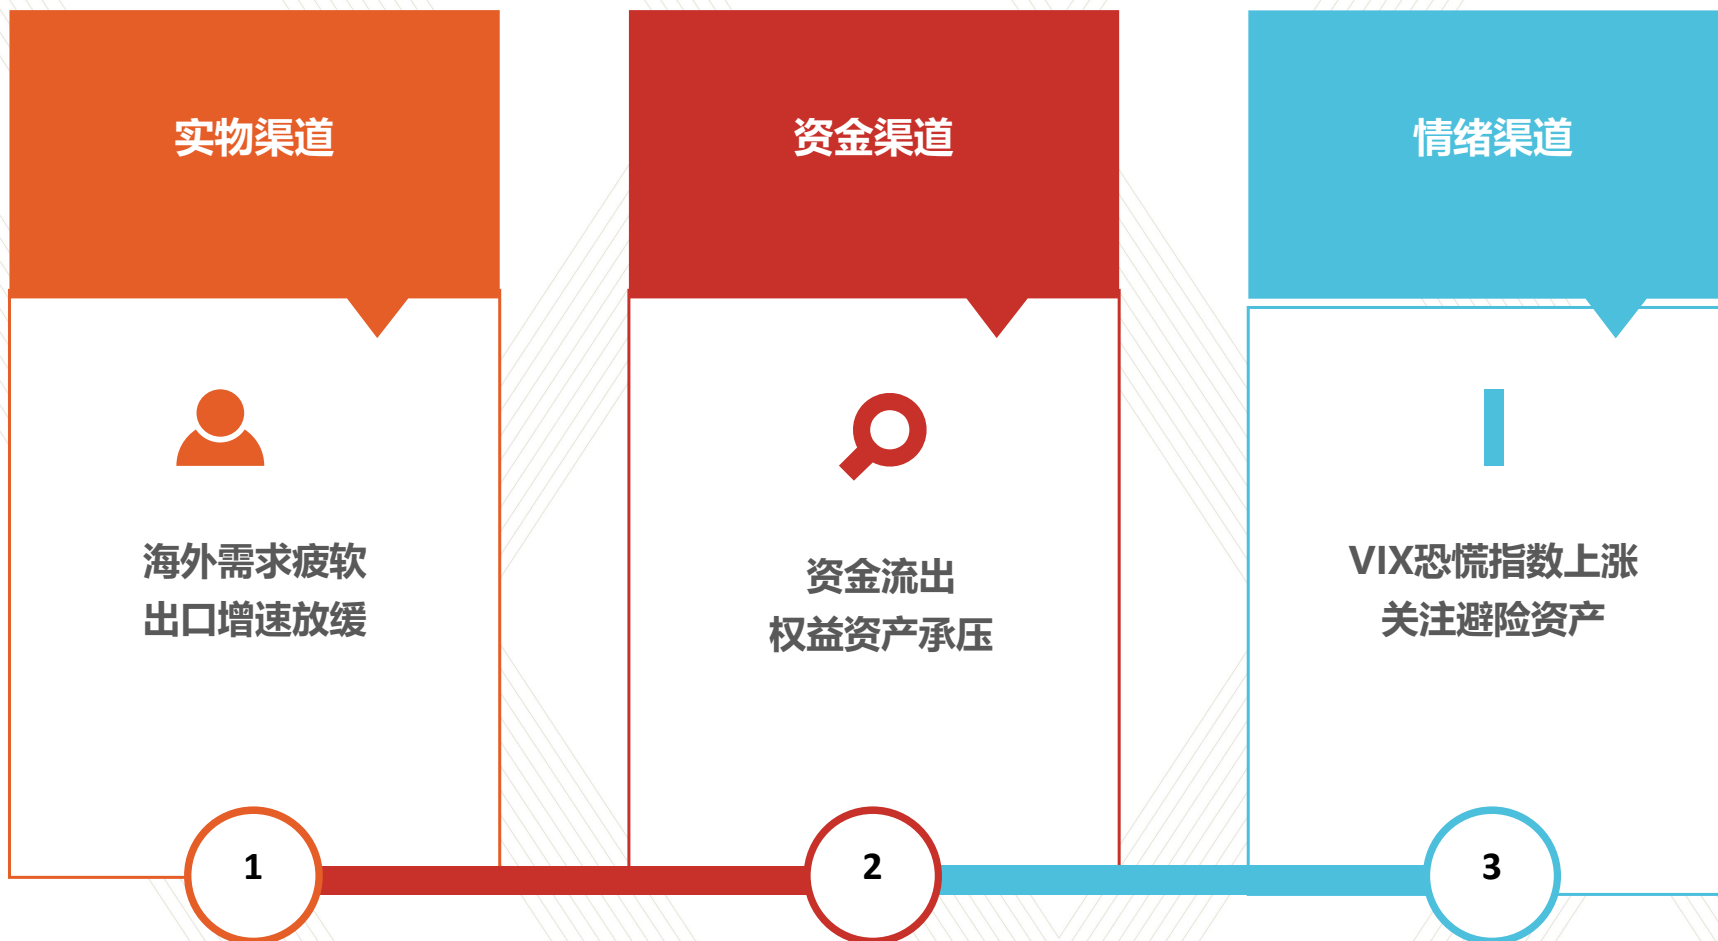 实物渠道
海外需求疲软
出口增速放缓
1
资金渠道
资金流出
权益资产承压
2
情绪渠道
VIX恐慌指数上涨
关注避险资产
3